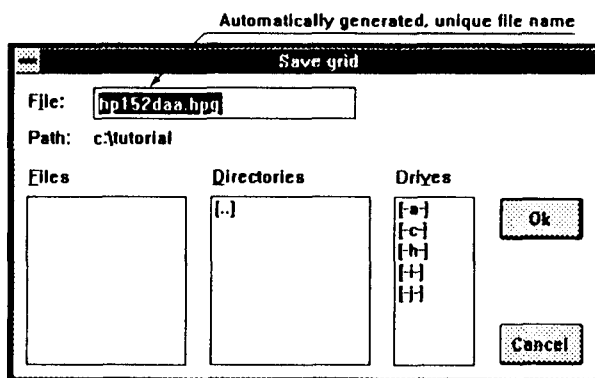 Automatically generated, unique file name
Save grid
File: hp152daa.hpg
Path: c:\tutorial
Files Directories Drives
[..] [-a-]
[-c-]
[-h-]
[-i-]
[-j-]
Ok
Cancel